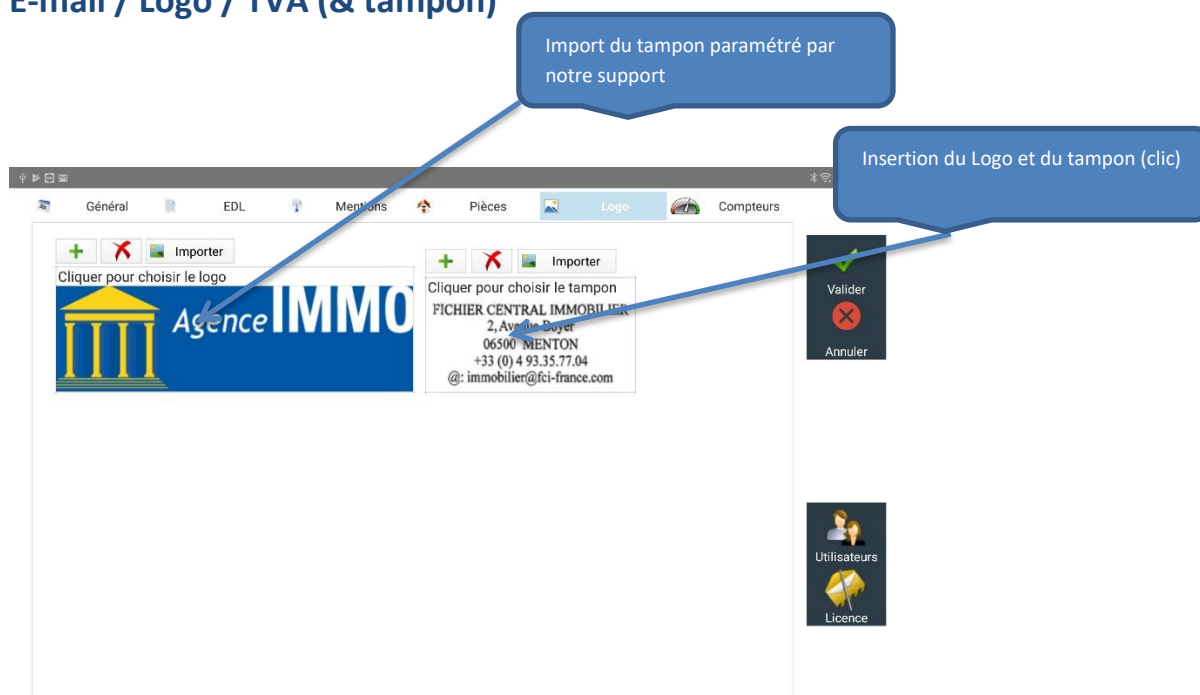 E-mail / Logo / TVA (& tampon)
Import du tampon paramétré par
notre support
Insertion du Logo et du tampon (clic)
Général EDL Mentions Pièces Logo Compteurs
Importer
Cliquer pour choisir le logo
Agence IMMO
Importer
Cliquer pour choisir le tampon
FICHIER CENTRAL IMMOBILIER
2, Avenue Boyer
06500 MENTON
+33 (0) 4 93.35.77.04
@: immobilier@fci-france.com
Valider
Annuler
Utilisateurs
Licence